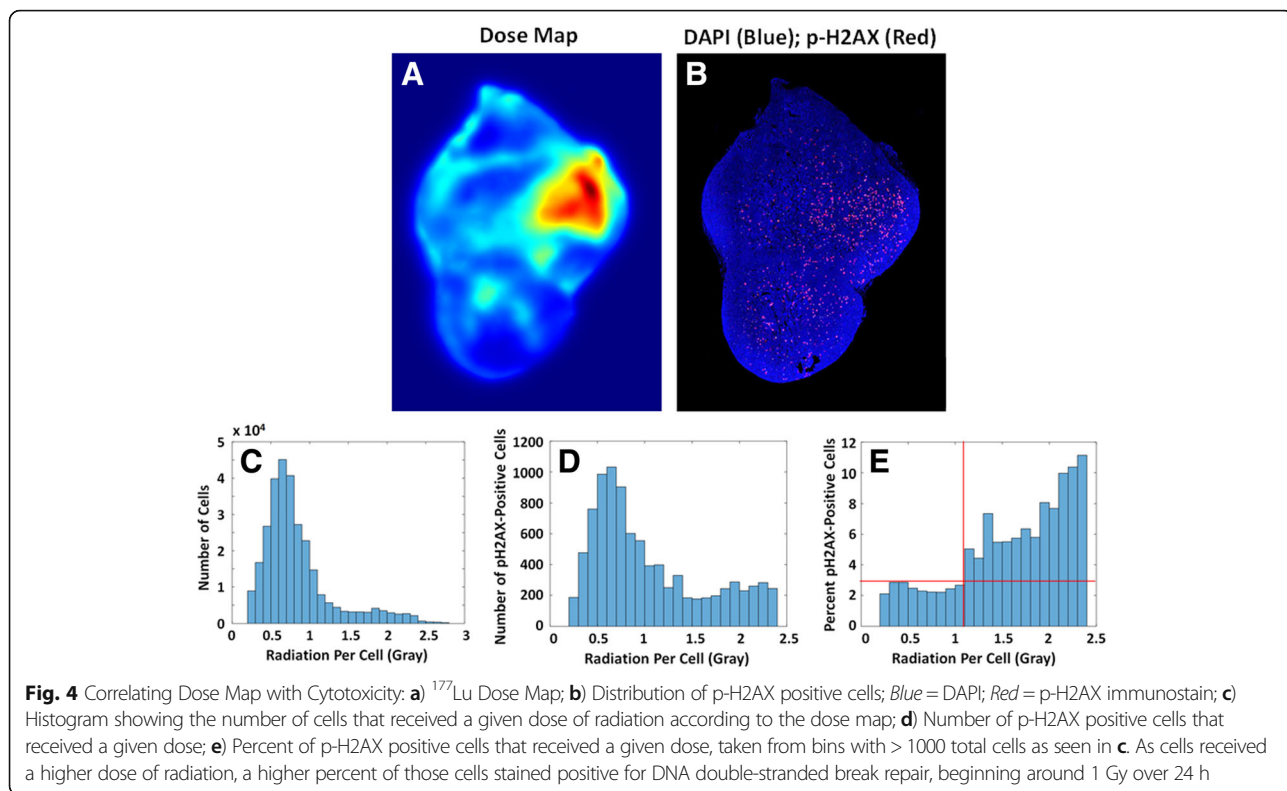 Dose Map
DAPI (Blue); p-H2AX (Red)
A
B
x 10⁴
5
4
3
2
1
0
Number of Cells
C
0 0.5 1 1.5 2 2.5 3
Radiation Per Cell (Gray)
1200
1000
800
600
400
200
0
Number of pH2AX-Positive Cells
D
0.5 1 1.5 2 2.5
Radiation Per Cell (Gray)
12
10
8
6
4
2
0
Percent pH2AX-Positive Cells
E
0 0.5 1 1.5 2 2.5
Radiation Per Cell (Gray)
Fig. 4 Correlating Dose Map with Cytotoxicity: a) ¹⁷⁷Lu Dose Map; b) Distribution of p-H2AX positive cells; Blue = DAPI; Red = p-H2AX immunostain; c)
Histogram showing the number of cells that received a given dose of radiation according to the dose map; d) Number of p-H2AX positive cells that
received a given dose; e) Percent of p-H2AX positive cells that received a given dose, taken from bins with > 1000 total cells as seen in c. As cells received
a higher dose of radiation, a higher percent of those cells stained positive for DNA double-stranded break repair, beginning around 1 Gy over 24 h